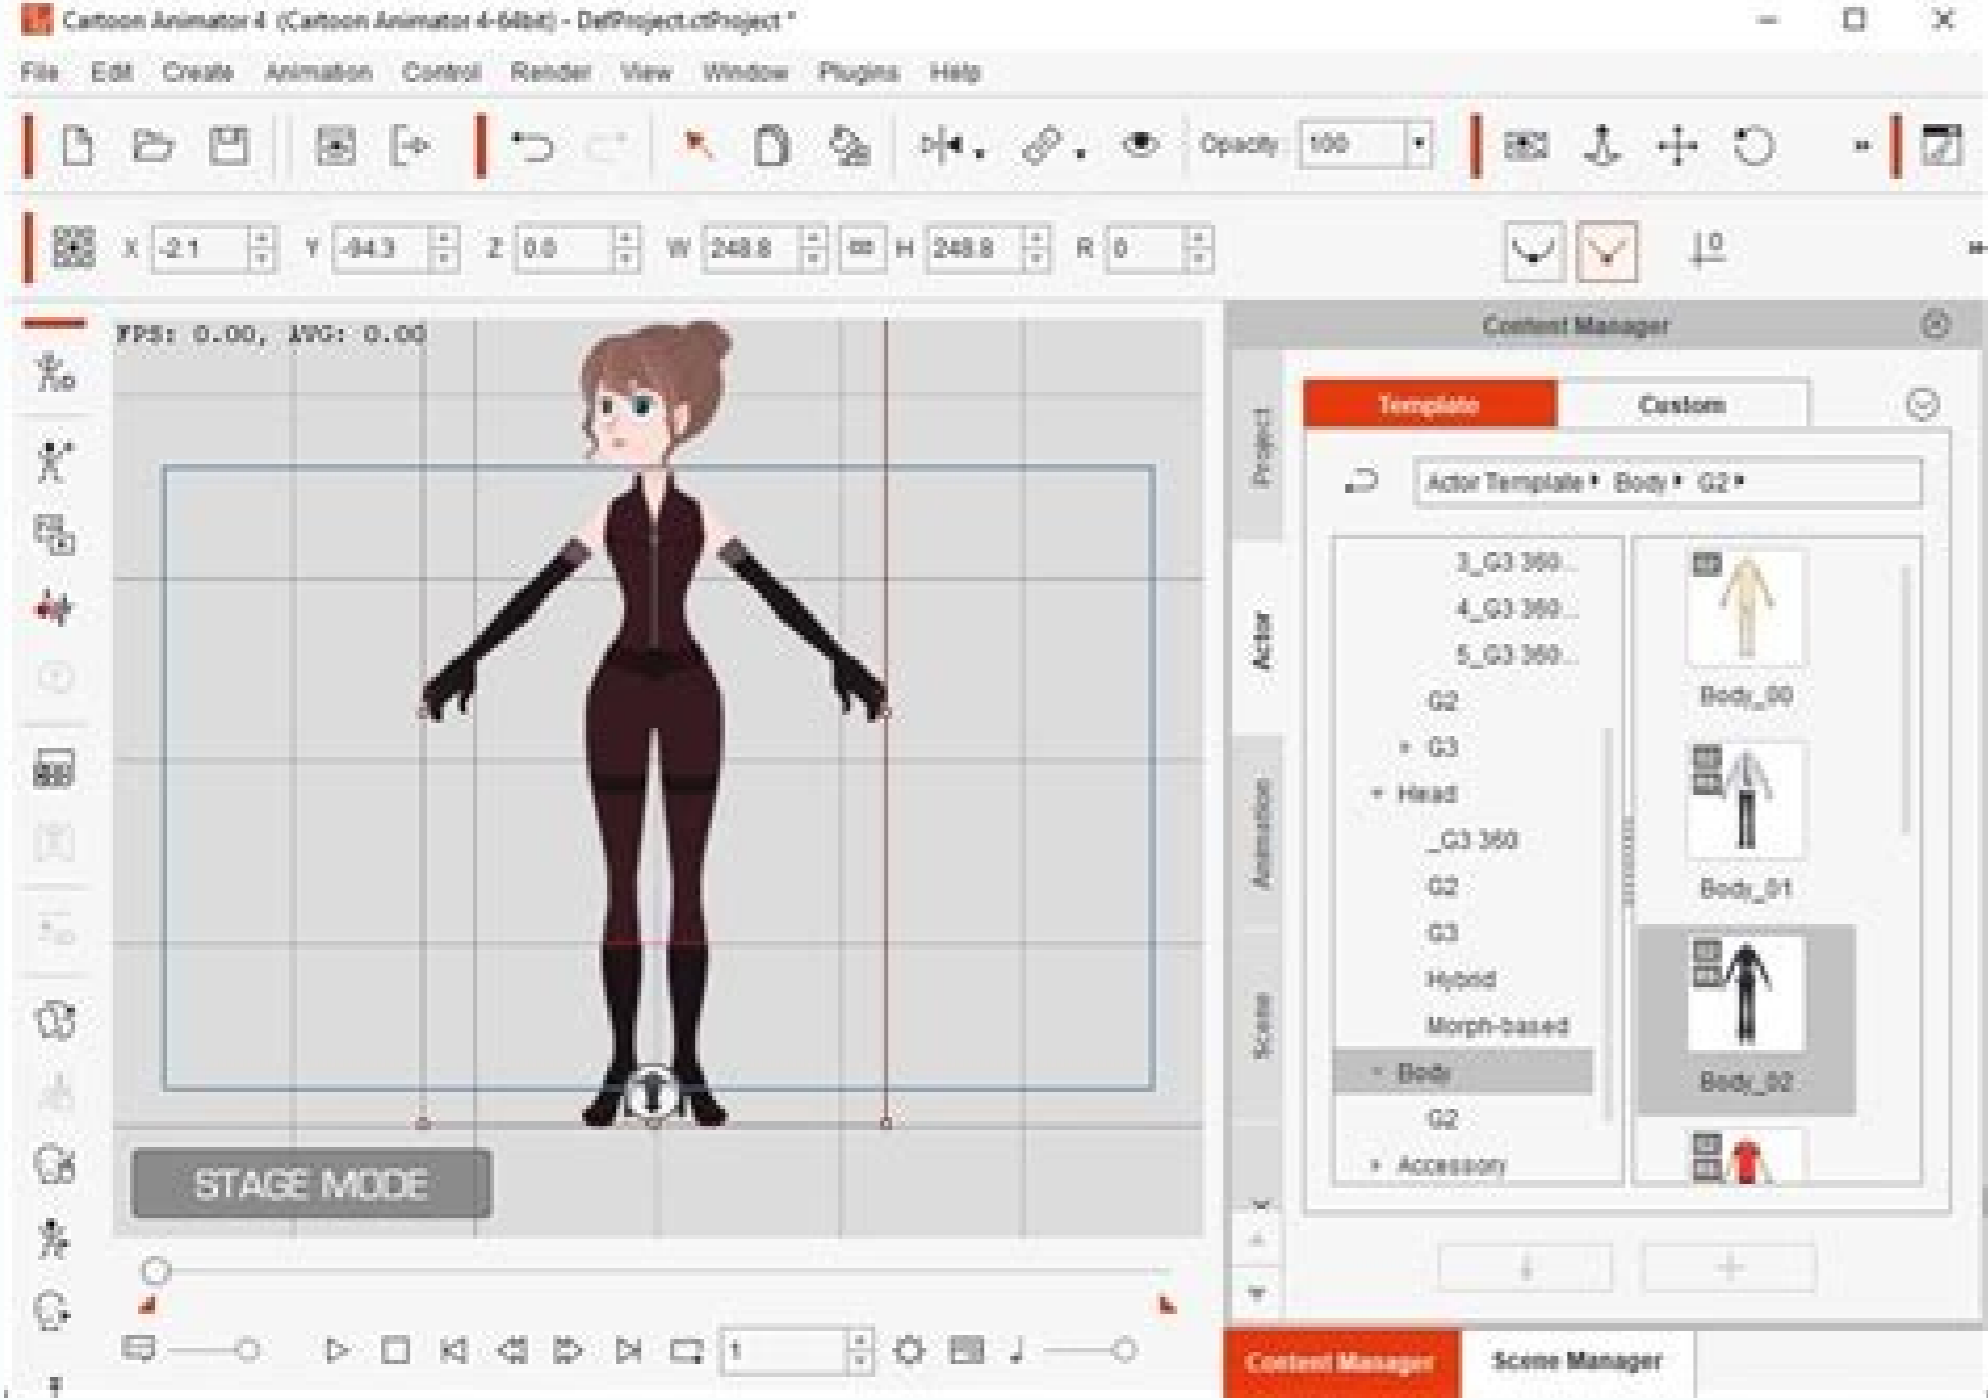 Cartoon Animator 4 (Cartoon Animator 4-64bit) - DefProject.ctProject *
File Edit Create Animation Control Render View Window Plugins Help
Opacity 100
X -2.1 Y -94.3 Z 0.0 W 248.8 H 248.8 R 0
FPS: 0.00, AVG: 0.00
STAGE MODE
1
Content Manager
Project
Actor
Animation
Scene
Template Custom
Actor Template Body G2
3_G3 360...
4_G3 360...
5_G3 360...
G2
G3
Head
_G3 360
G2
G3
Hybrid
Morph-based
Body
G2
Accessory
Body_00
Body_01
Body_02
Content Manager Scene Manager